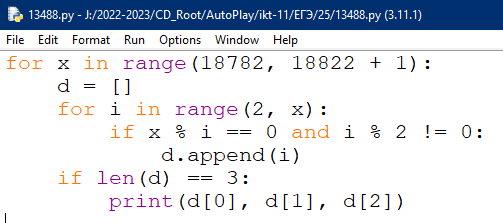 13488.py - J:/2022-2023/CD_Root/AutoPlay/ikt-11/ЕГЭ/25/13488.py (3.11.1)
File Edit Format Run Options Window Help
for x in range(18782, 18822 + 1):
    d = []
    for i in range(2, x):
        if x % i == 0 and i % 2 != 0:
            d.append(i)
    if len(d) == 3:
        print(d[0], d[1], d[2])